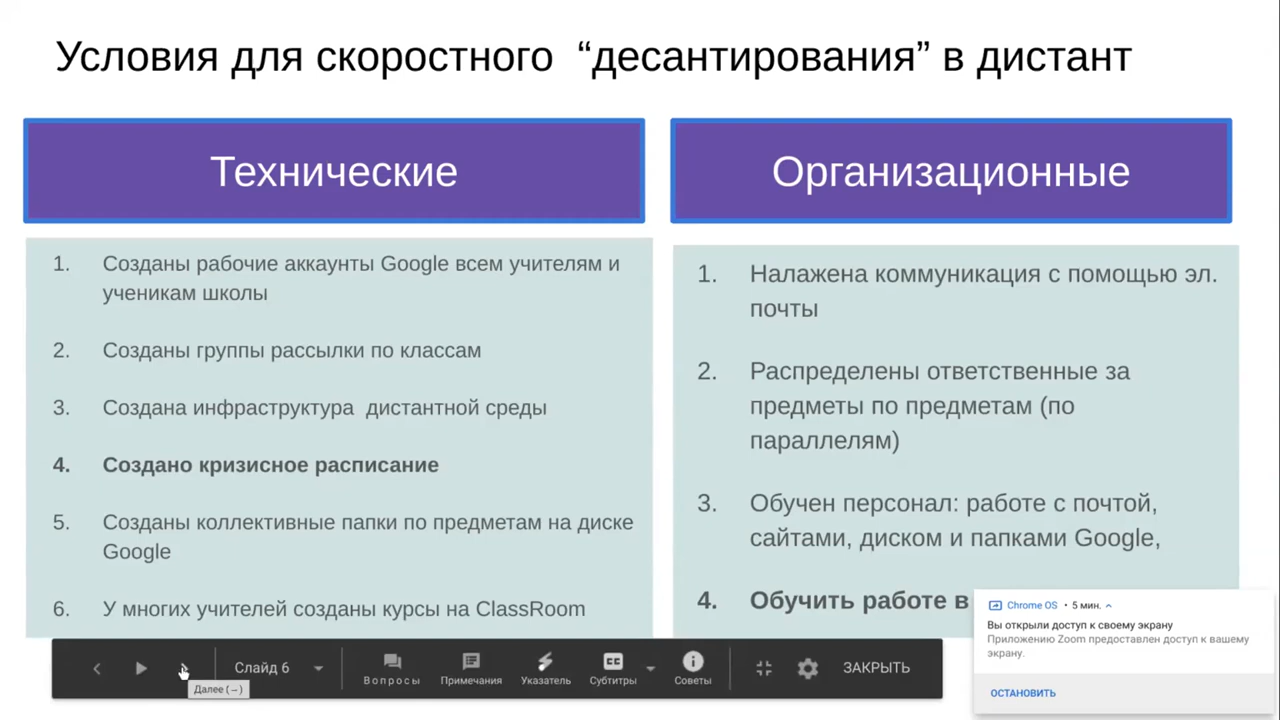 Условия для скоростного “десантирования” в дистант
Технические
1. Созданы рабочие аккаунты Google всем учителям и
ученикам школы
2. Созданы группы рассылки по классам
3. Создана инфраструктура дистантной среды
4. Создано кризисное расписание
5. Созданы коллективные папки по предметам на диске
Google
6. У многих учителей созданы курсы на ClassRoom
Организационные
1. Налажена коммуникация с помощью эл.
почты
2. Распределены ответственные за
предметы по предметам (по
параллелям)
3. Обучен персонал: работе с почтой,
сайтами, диском и папками Google,
4. Обучить работе в
Chrome OS • 5 мин.
Вы открыли доступ к своему экрану
Приложению Zoom предоставлен доступ к вашему
экрану.
ОСТАНОВИТЬ
Слайд 6
Вопросы
Примечания
Указатель
CC
Субтитры
Советы
ЗАКРЫТЬ
Далее (→)